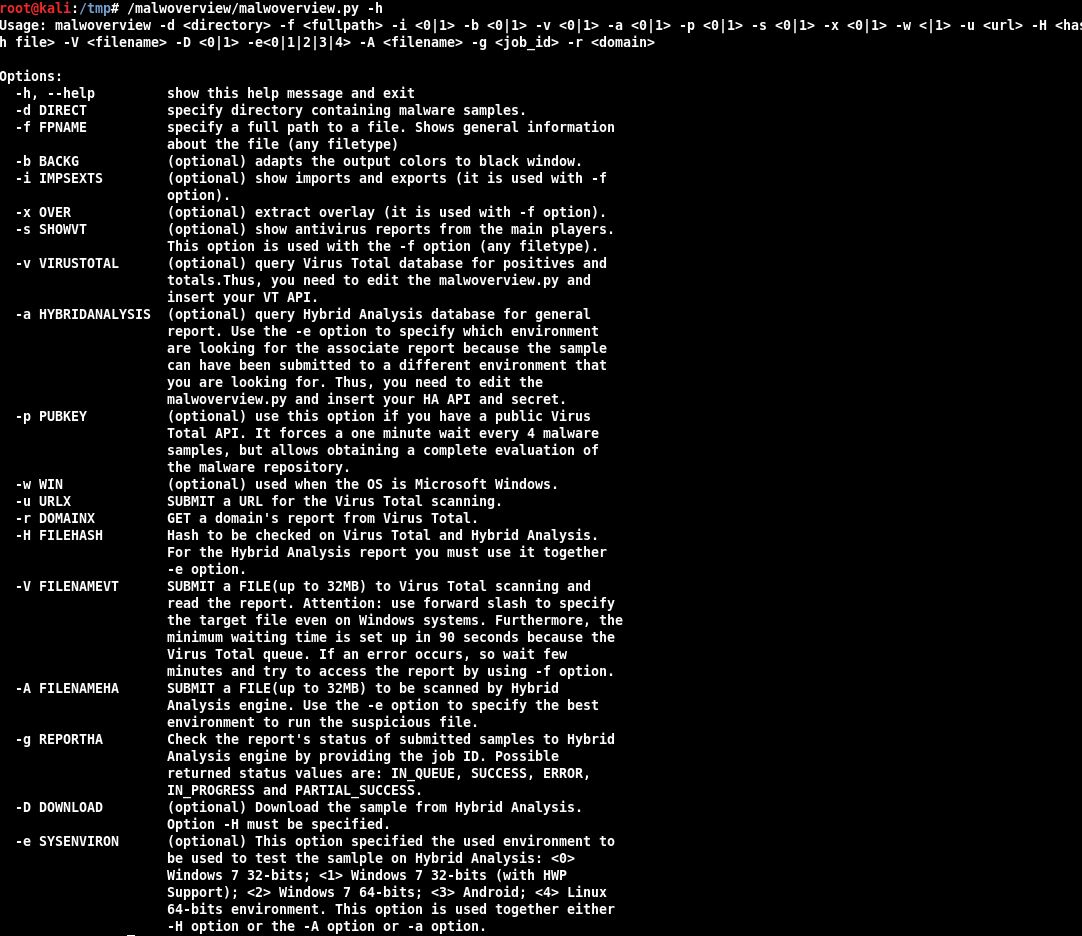 root@kali:/tmp# /malwoverview/malwoverview.py -h
Usage: malwoverview -d <directory> -f <fullpath> -i <0|1> -b <0|1> -v <0|1> -a <0|1> -p <0|1> -s <0|1> -x <0|1> -w <|1> -u <url> -H <has
h file> -V <filename> -D <0|1> -e<0|1|2|3|4> -A <filename> -g <job_id> -r <domain>
Options:
-h, --help show this help message and exit
-d DIRECT specify directory containing malware samples.
-f FPNAME specify a full path to a file. Shows general information
about the file (any filetype)
-b BACKG (optional) adapts the output colors to black window.
-i IMPSEXTS (optional) show imports and exports (it is used with -f
option).
-x OVER (optional) extract overlay (it is used with -f option).
-s SHOWVT (optional) show antivirus reports from the main players.
This option is used with the -f option (any filetype).
-v VIRUSTOTAL (optional) query Virus Total database for positives and
totals.Thus, you need to edit the malwoverview.py and
insert your VT API.
-a HYBRIDANALYSIS (optional) query Hybrid Analysis database for general
report. Use the -e option to specify which environment
are looking for the associate report because the sample
can have been submitted to a different environment that
you are looking for. Thus, you need to edit the
malwoverview.py and insert your HA API and secret.
-p PUBKEY (optional) use this option if you have a public Virus
Total API. It forces a one minute wait every 4 malware
samples, but allows obtaining a complete evaluation of
the malware repository.
-w WIN (optional) used when the OS is Microsoft Windows.
-u URLX SUBMIT a URL for the Virus Total scanning.
-r DOMAINX GET a domain's report from Virus Total.
-H FILEHASH Hash to be checked on Virus Total and Hybrid Analysis.
For the Hybrid Analysis report you must use it together
-e option.
-V FILENAMEVT SUBMIT a FILE(up to 32MB) to Virus Total scanning and
read the report. Attention: use forward slash to specify
the target file even on Windows systems. Furthermore, the
minimum waiting time is set up in 90 seconds because the
Virus Total queue. If an error occurs, so wait few
minutes and try to access the report by using -f option.
-A FILENAMEHA SUBMIT a FILE(up to 32MB) to be scanned by Hybrid
Analysis engine. Use the -e option to specify the best
environment to run the suspicious file.
-g REPORTHA Check the report's status of submitted samples to Hybrid
Analysis engine by providing the job ID. Possible
returned status values are: IN_QUEUE, SUCCESS, ERROR,
IN_PROGRESS and PARTIAL_SUCCESS.
-D DOWNLOAD (optional) Download the sample from Hybrid Analysis.
Option -H must be specified.
-e SYSENVIRON (optional) This option specified the used environment to
be used to test the samlple on Hybrid Analysis: <0>
Windows 7 32-bits; <1> Windows 7 32-bits (with HWP
Support); <2> Windows 7 64-bits; <3> Android; <4> Linux
64-bits environment. This option is used together either
-H option or the -A option or -a option.